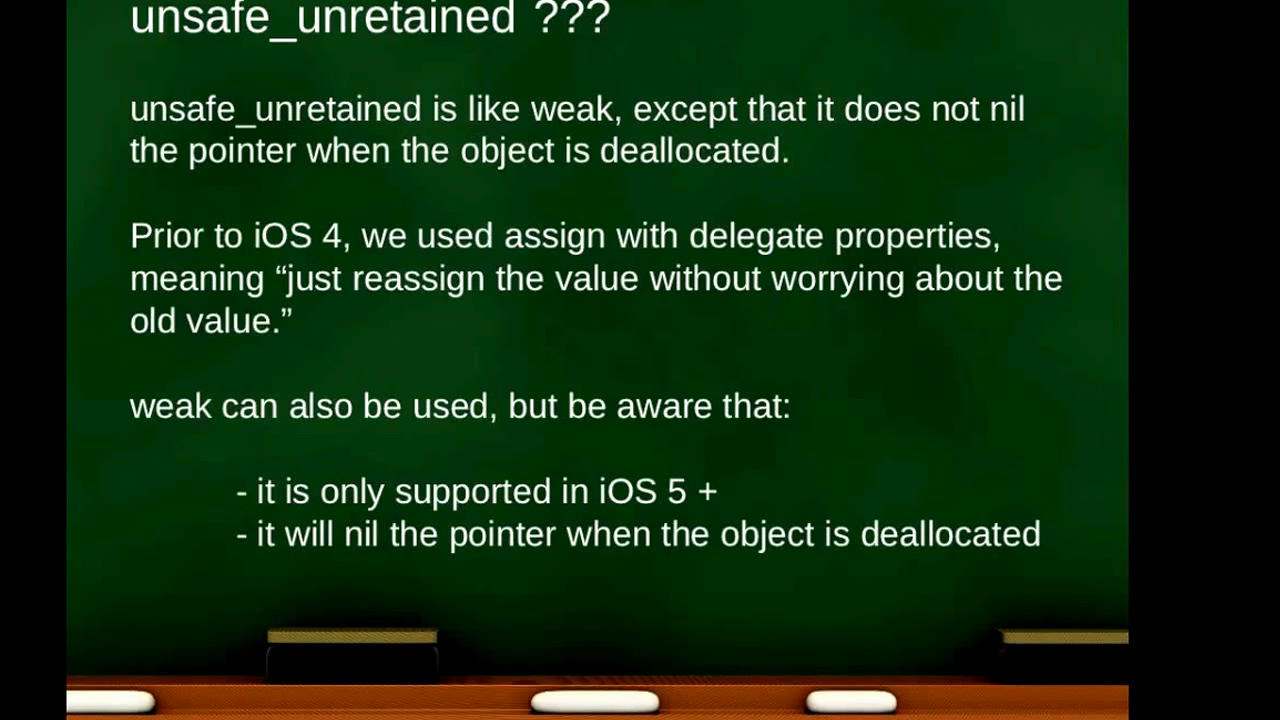 unsafe_unretained ???
unsafe_unretained is like weak, except that it does not nil
the pointer when the object is deallocated.
Prior to iOS 4, we used assign with delegate properties,
meaning “just reassign the value without worrying about the
old value.”
weak can also be used, but be aware that:
- it is only supported in iOS 5 +
- it will nil the pointer when the object is deallocated